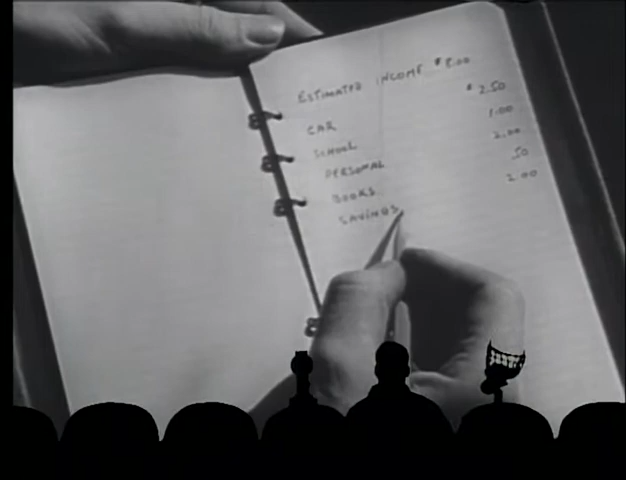 ESTIMATED INCOME $8.00
CAR $2.50
SCHOOL 1.00
PERSONAL 2.00
BOOKS .50
SAVINGS 2.00